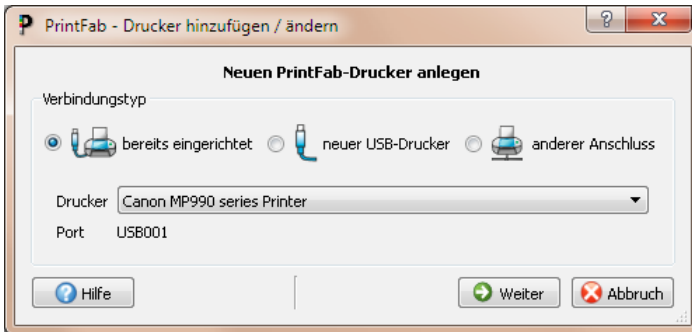 PrintFab - Drucker hinzufügen / ändern
Neuen PrintFab-Drucker anlegen
Verbindungstyp
bereits eingerichtet neuer USB-Drucker anderer Anschluss
Drucker Canon MP990 series Printer
Port USB001
Hilfe Weiter Abbruch